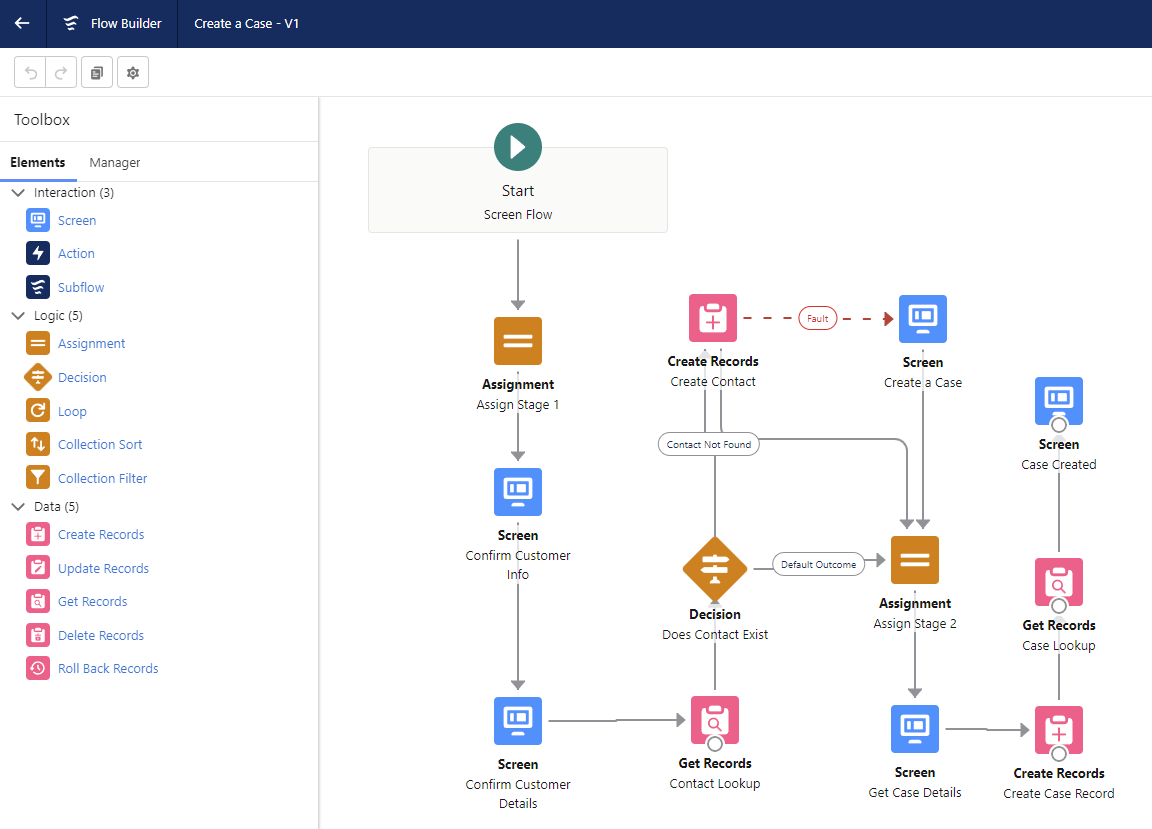 Flow Builder
Create a Case - V1
Toolbox
Elements
Manager
Interaction (3)
Screen
Action
Subflow
Logic (5)
Assignment
Decision
Loop
Collection Sort
Collection Filter
Data (5)
Create Records
Update Records
Get Records
Delete Records
Roll Back Records
Start
Screen Flow
Assignment
Assign Stage 1
Screen
Confirm Customer
Info
Screen
Confirm Customer
Details
Get Records
Contact Lookup
Decision
Does Contact Exist
Contact Not Found
Default Outcome
Create Records
Create Contact
Fault
Screen
Create a Case
Assignment
Assign Stage 2
Screen
Get Case Details
Create Records
Create Case Record
Get Records
Case Lookup
Screen
Case Created